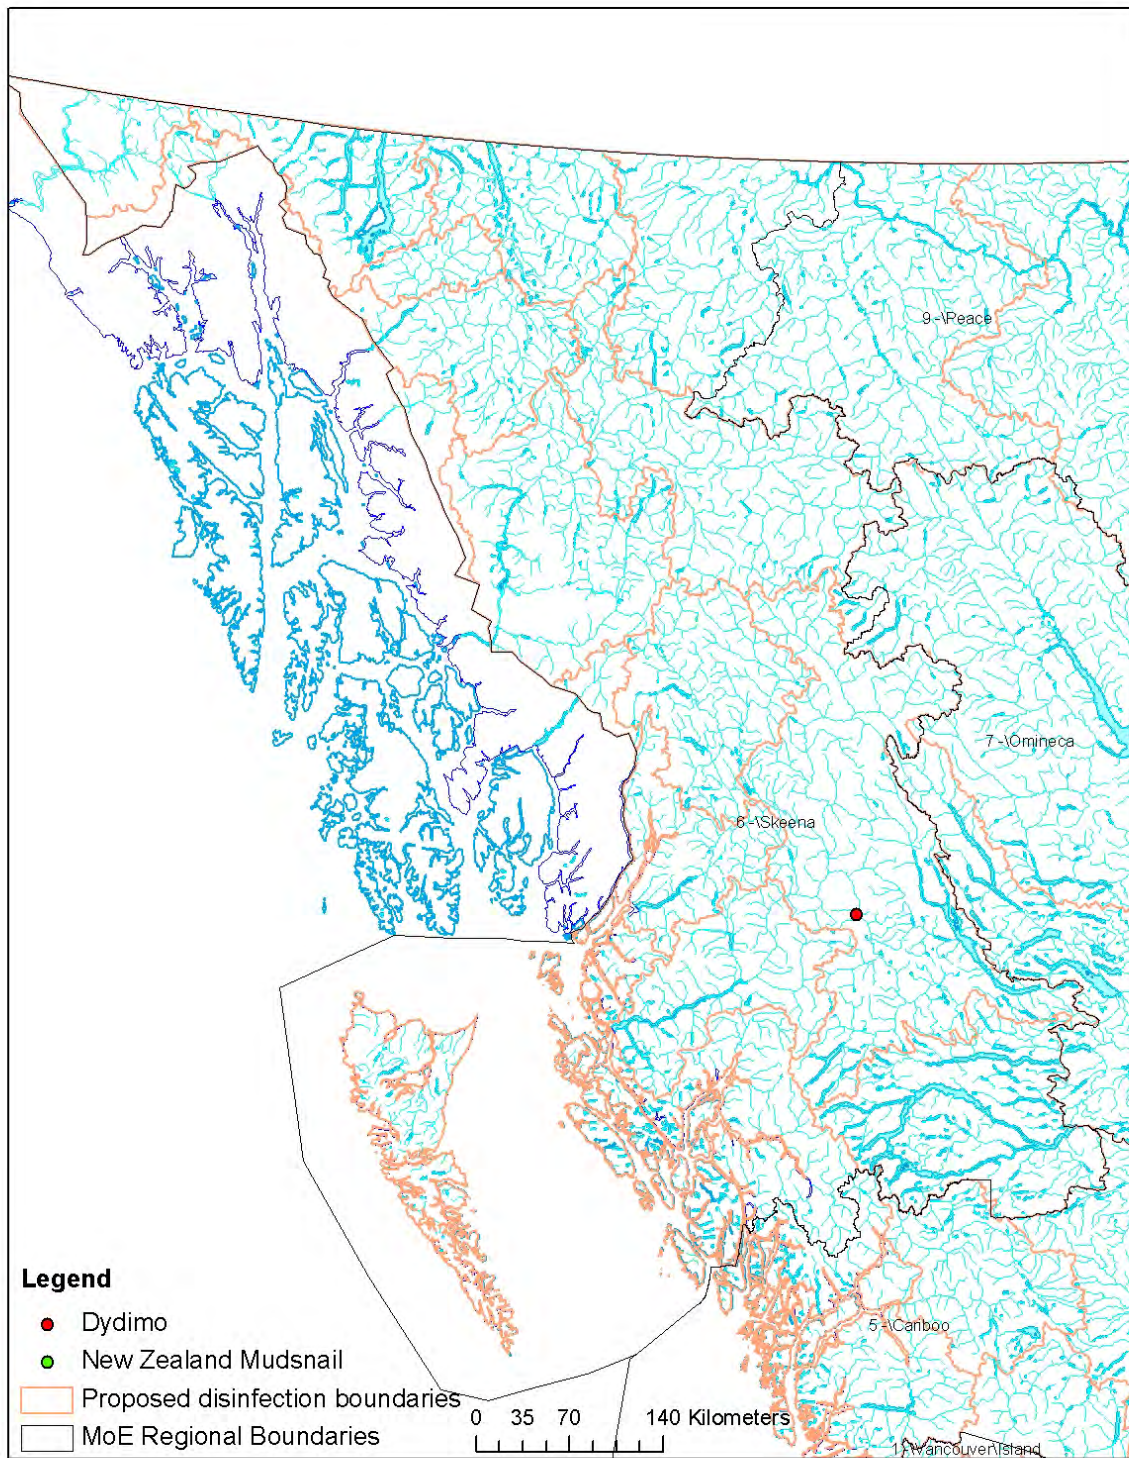 9 -\Peace
7 -\Omineca
6 -\Skeena
5 -\Cariboo
1 -\Vancouver\Island
Legend
Dydimo
New Zealand Mudsnail
Proposed disinfection boundaries
MoE Regional Boundaries
0 35 70 140 Kilometers